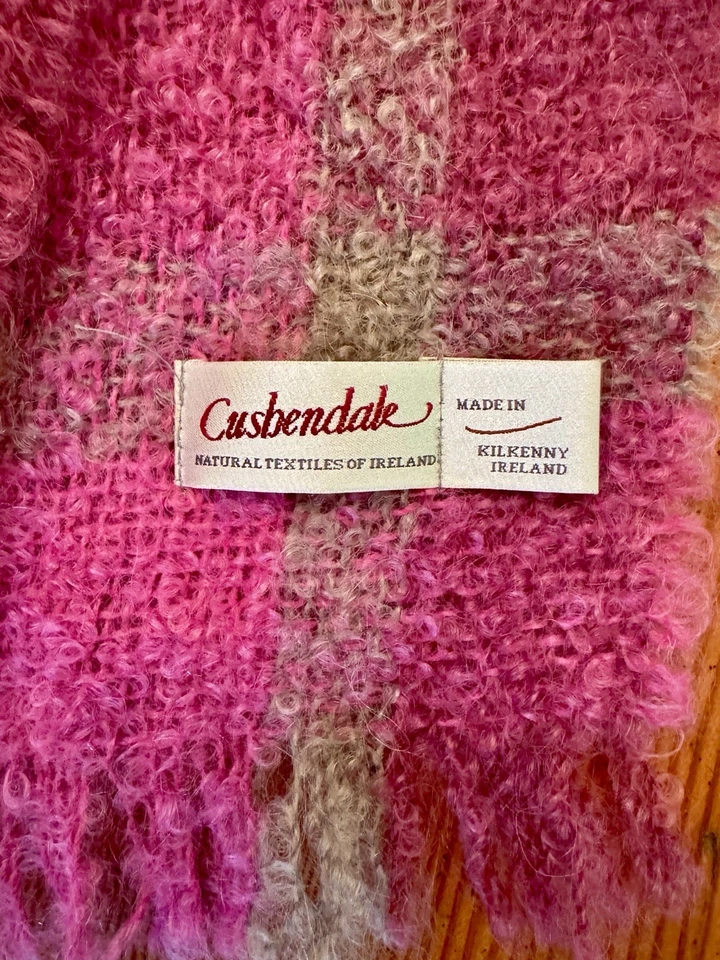 Cushendale
NATURAL TEXTILES OF IRELAND
MADE IN
KILKENNY
IRELAND